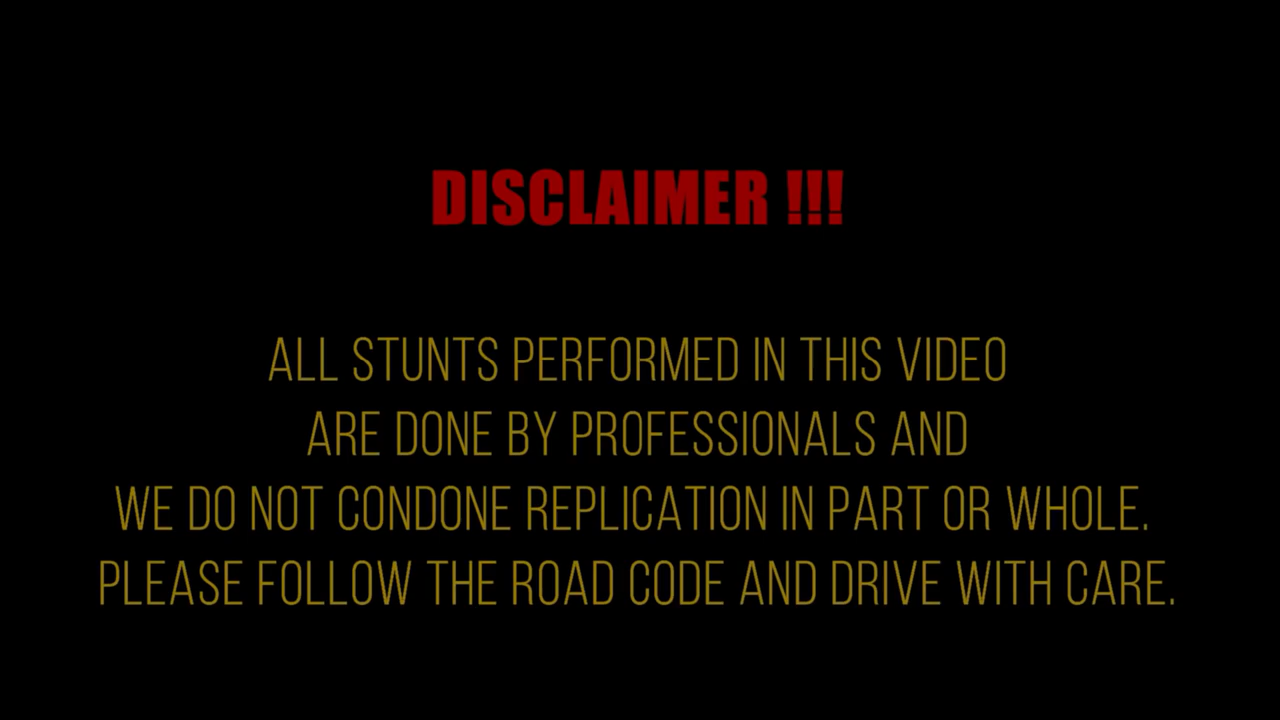 DISCLAIMER !!!
ALL STUNTS PERFORMED IN THIS VIDEO
ARE DONE BY PROFESSIONALS AND
WE DO NOT CONDONE REPLICATION IN PART OR WHOLE.
PLEASE FOLLOW THE ROAD CODE AND DRIVE WITH CARE.